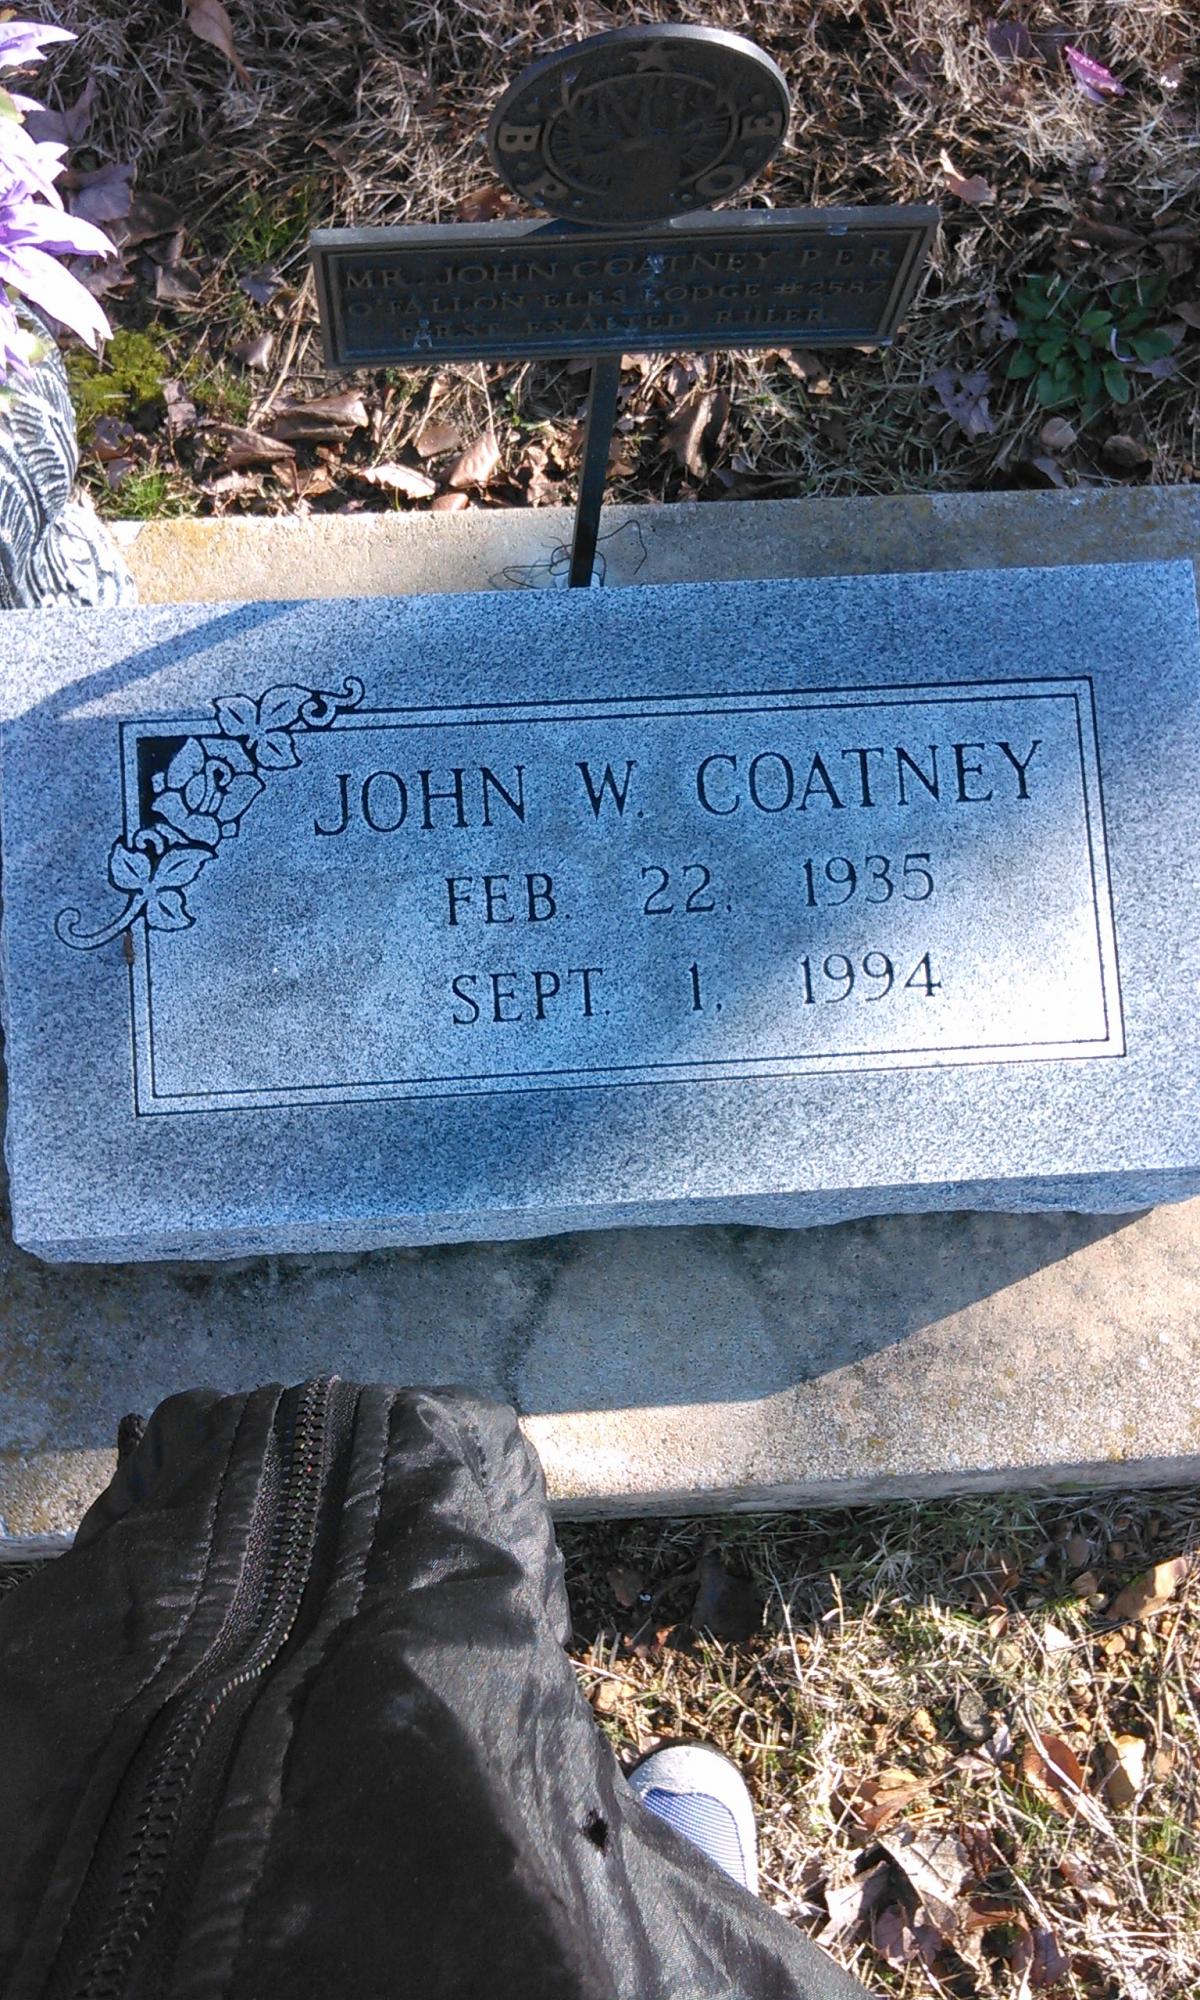 B. P. O. E.
MR. JOHN COATNEY P E R
O'FALLON ELKS LODGE #2587
FIRST EXALTED RULER
JOHN W. COATNEY
FEB. 22, 1935
SEPT. 1, 1994